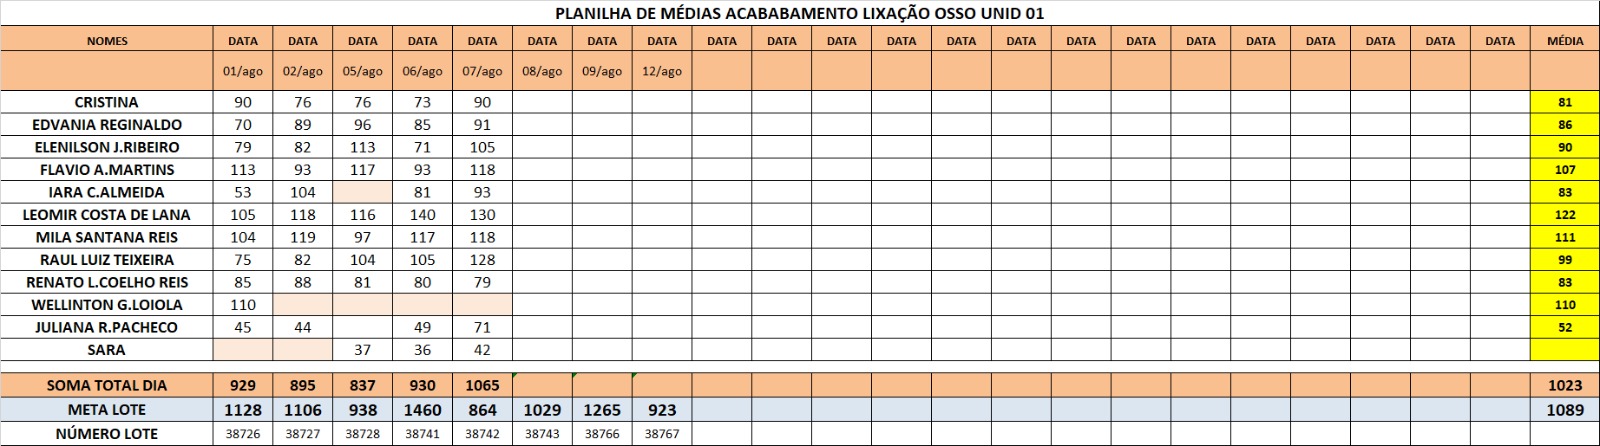 PLANILHA DE MÉDIAS ACABABAMENTO LIXAÇÃO OSSO UNID 01
NOMES DATA DATA DATA DATA DATA DATA DATA DATA DATA DATA DATA DATA DATA DATA DATA DATA DATA DATA DATA DATA DATA DATA MÉDIA
01/ago 02/ago 05/ago 06/ago 07/ago 08/ago 09/ago 12/ago
CRISTINA 90 76 76 73 90 81
EDVANIA REGINALDO 70 89 96 85 91 86
ELENILSON J.RIBEIRO 79 82 113 71 105 90
FLAVIO A.MARTINS 113 93 117 93 118 107
IARA C.ALMEIDA 53 104 81 93 83
LEOMIR COSTA DE LANA 105 118 116 140 130 122
MILA SANTANA REIS 104 119 97 117 118 111
RAUL LUIZ TEIXEIRA 75 82 104 105 128 99
RENATO L.COELHO REIS 85 88 81 80 79 83
WELLINTON G.LOIOLA 110 110
JULIANA R.PACHECO 45 44 49 71 52
SARA 37 36 42
SOMA TOTAL DIA 929 895 837 930 1065 1023
META LOTE 1128 1106 938 1460 864 1029 1265 923 1089
NÚMERO LOTE 38726 38727 38728 38741 38742 38743 38766 38767